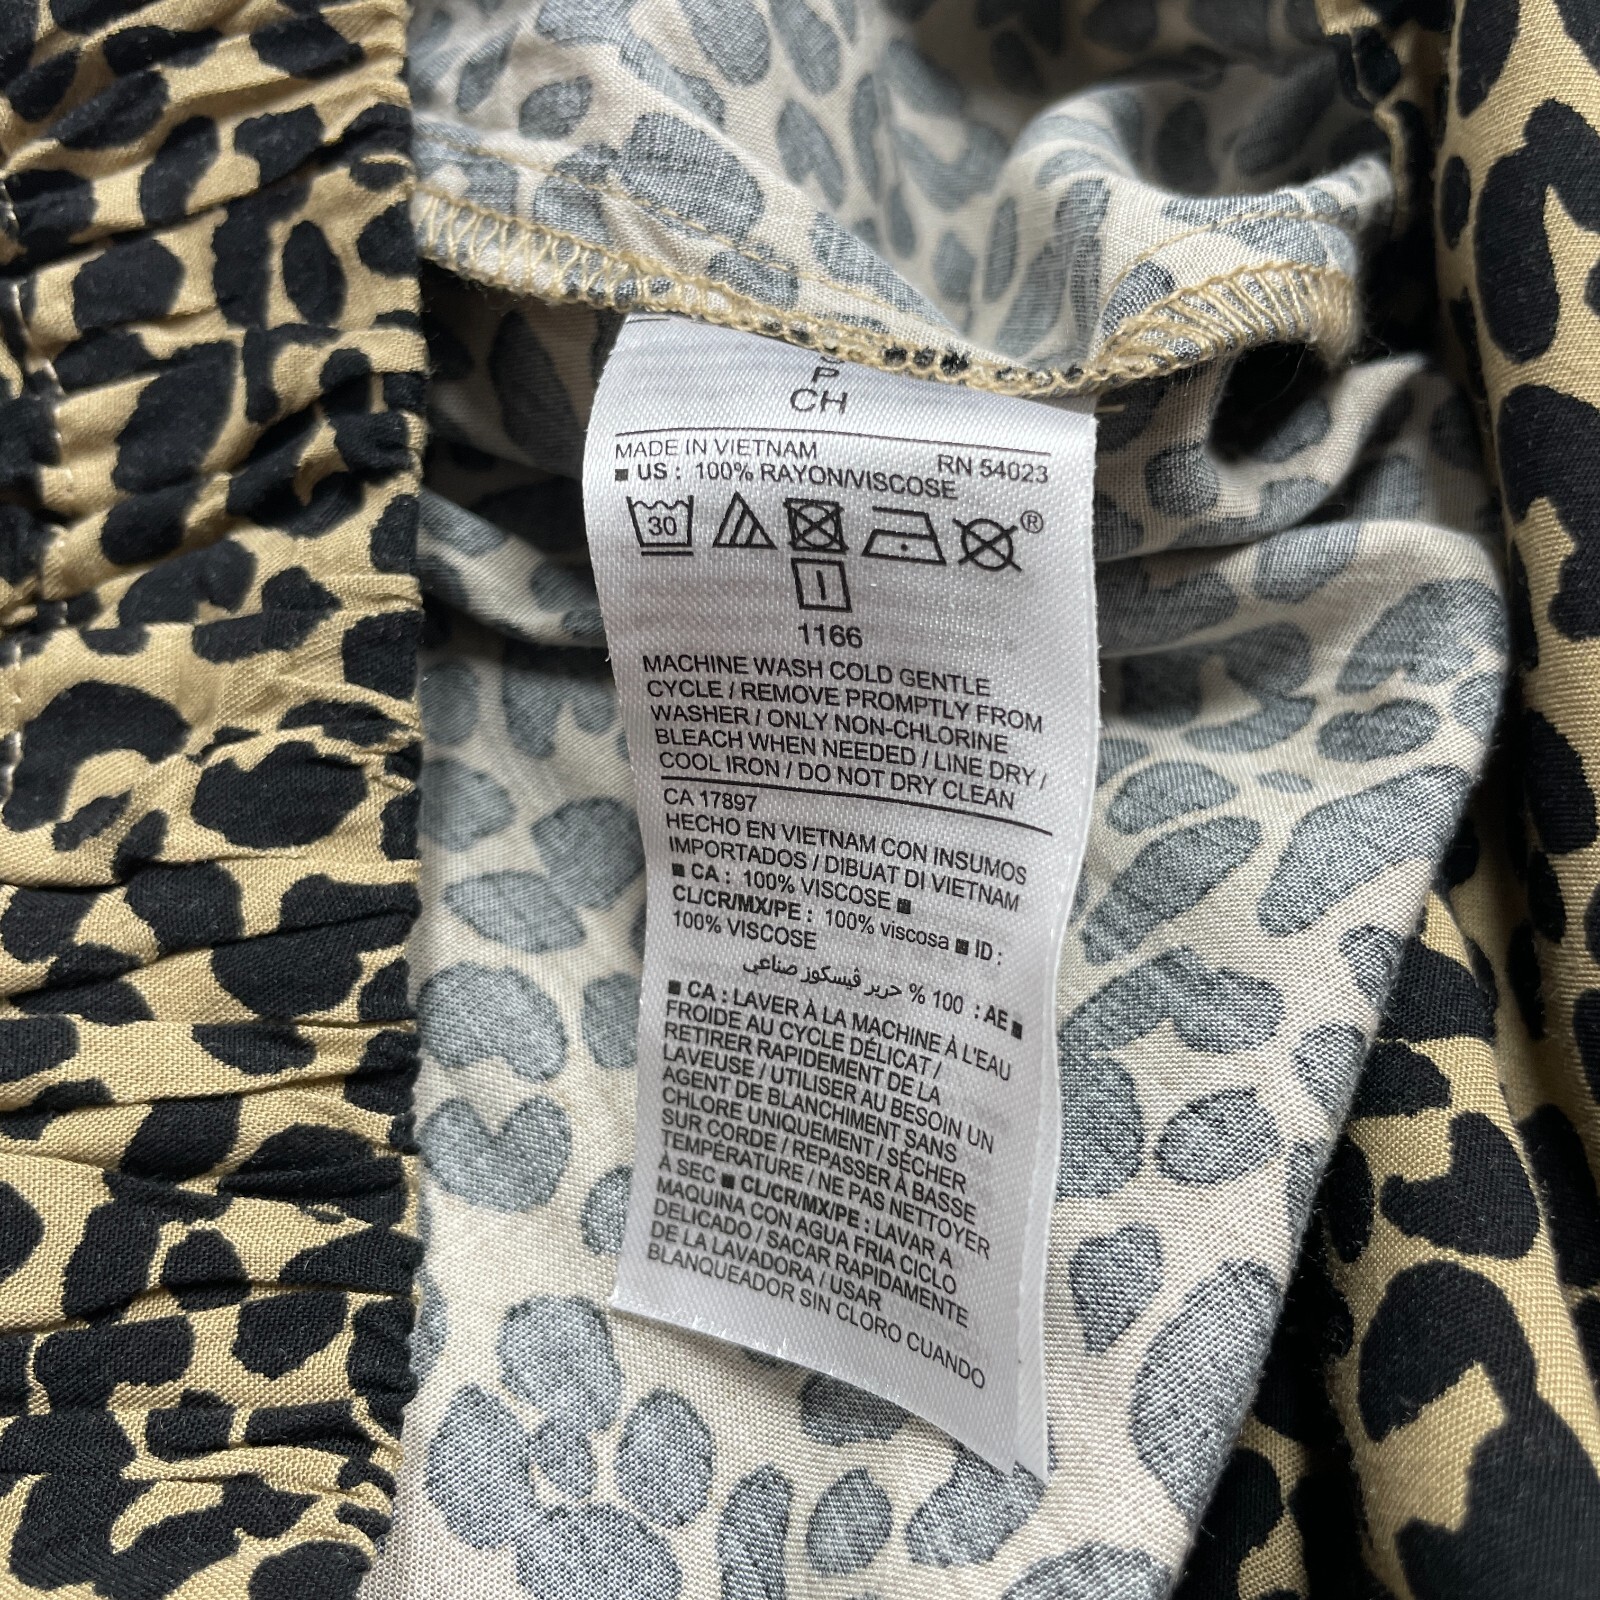 P
CH
MADE IN VIETNAM RN 54023
■ US : 100% RAYON/VISCOSE
30
®
1166
MACHINE WASH COLD GENTLE
CYCLE / REMOVE PROMPTLY FROM
WASHER / ONLY NON-CHLORINE
BLEACH WHEN NEEDED / LINE DRY /
COOL IRON / DO NOT DRY CLEAN
CA 17897
HECHO EN VIETNAM CON INSUMOS
IMPORTADOS / DIBUAT DI VIETNAM
■ CA : 100% VISCOSE ■
CL/CR/MX/PE : 100% viscosa ■ ID :
100% VISCOSE
■ AE : 100 % حرير ڤيسكوز صناعي
■ CA : LAVER À LA MACHINE À L'EAU
FROIDE AU CYCLE DÉLICAT /
RETIRER RAPIDEMENT DE LA
LAVEUSE / UTILISER AU BESOIN UN
AGENT DE BLANCHIMENT SANS
CHLORE UNIQUEMENT / SÉCHER
SUR CORDE / REPASSER À BASSE
TEMPÉRATURE / NE PAS NETTOYER
À SEC ■ CL/CR/MX/PE : LAVAR A
MAQUINA CON AGUA FRIA CICLO
DELICADO / SACAR RAPIDAMENTE
DE LA LAVADORA / USAR
BLANQUEADOR SIN CLORO CUANDO